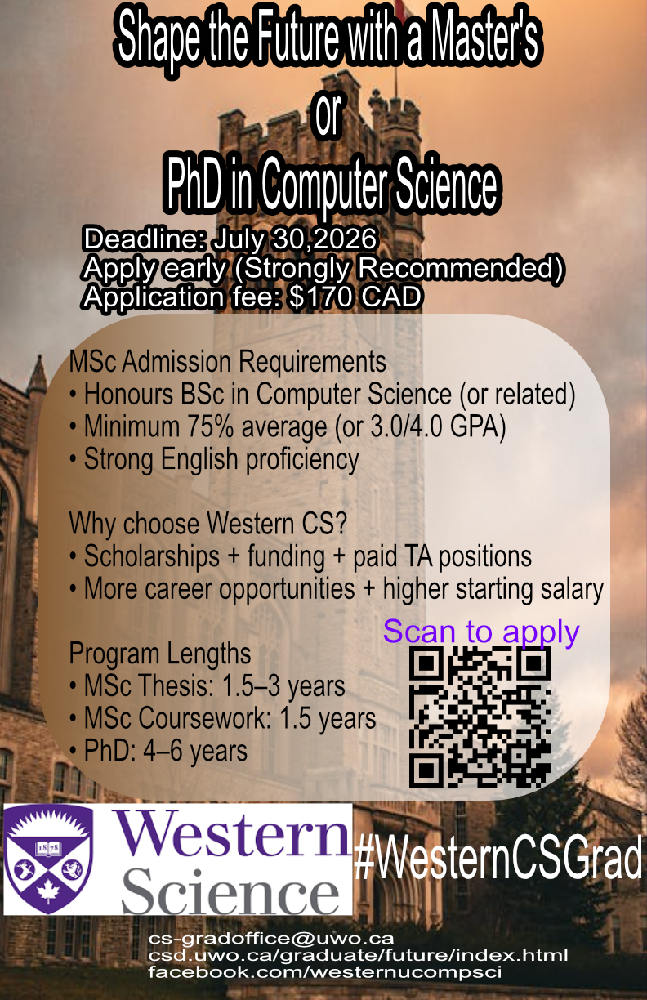 Shape the Future with a Master's
or
PhD in Computer Science
Deadline: July 30,2026
Apply early (Strongly Recommended)
Application fee: $170 CAD
MSc Admission Requirements
• Honours BSc in Computer Science (or related)
• Minimum 75% average (or 3.0/4.0 GPA)
• Strong English proficiency
Why choose Western CS?
• Scholarships + funding + paid TA positions
• More career opportunities + higher starting salary
Scan to apply
Program Lengths
• MSc Thesis: 1.5–3 years
• MSc Coursework: 1.5 years
• PhD: 4–6 years
1878
Western
Science
#WesternCSGrad
cs-gradoffice@uwo.ca
csd.uwo.ca/graduate/future/index.html
facebook.com/westernucompsci